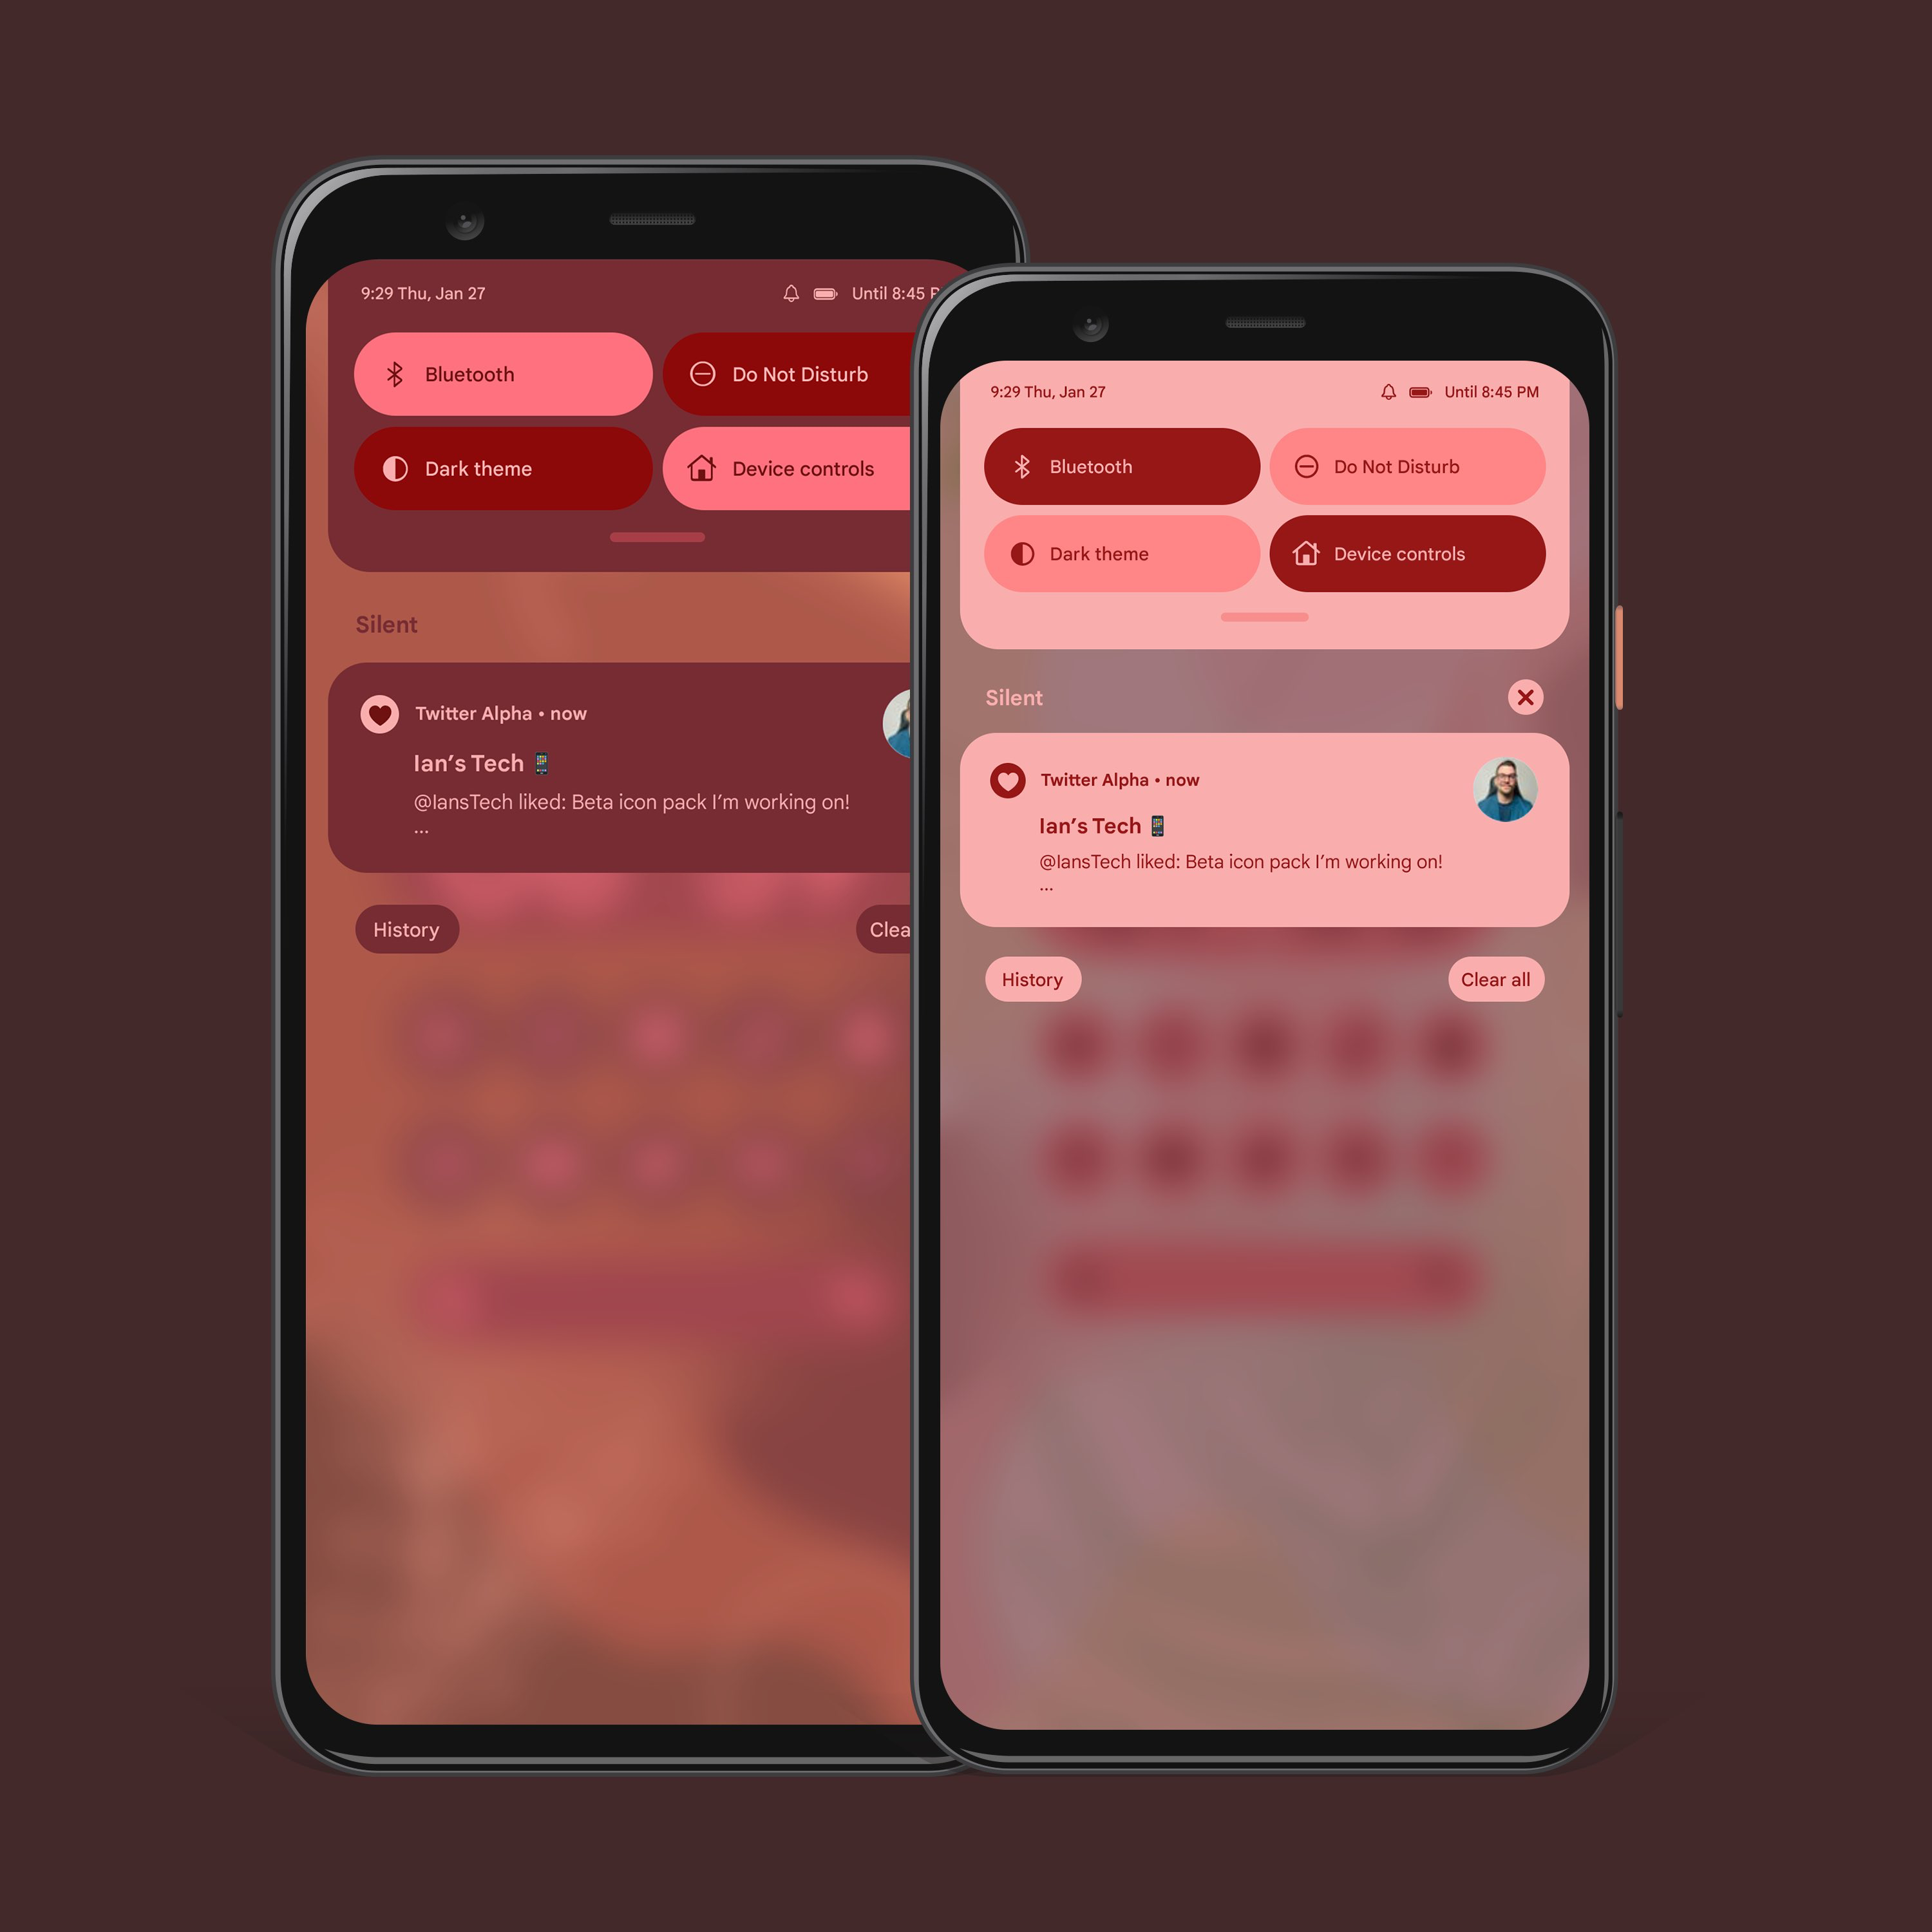 9:29 Thu, Jan 27
Until 8:45
Bluetooth
Do Not Disturb
Dark theme
Device controls
Silent
Twitter Alpha • now
Ian’s Tech 📱
@IansTech liked: Beta icon pack I’m working on!
...
History
9:29 Thu, Jan 27
Until 8:45 PM
Bluetooth
Do Not Disturb
Dark theme
Device controls
Silent
Twitter Alpha • now
Ian’s Tech 📱
@IansTech liked: Beta icon pack I’m working on!
...
History
Clear all